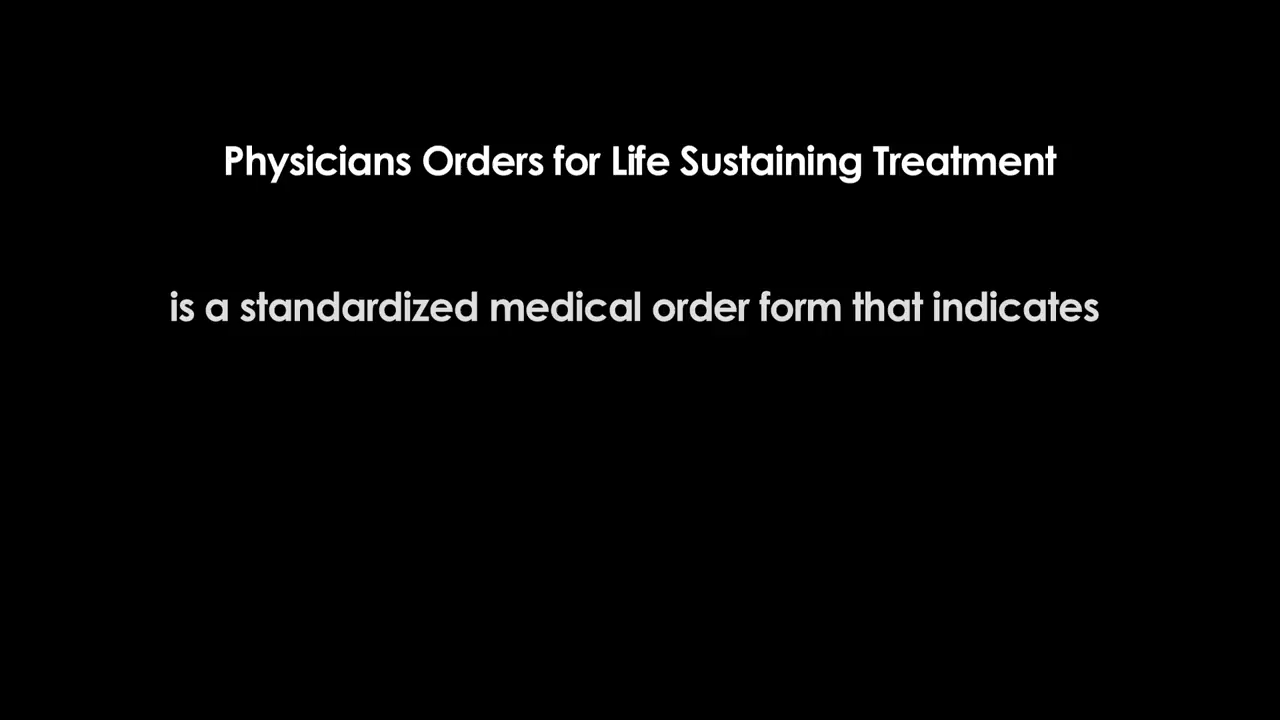 Physicians Orders for Life Sustaining Treatment
is a standardized medical order form that indicates